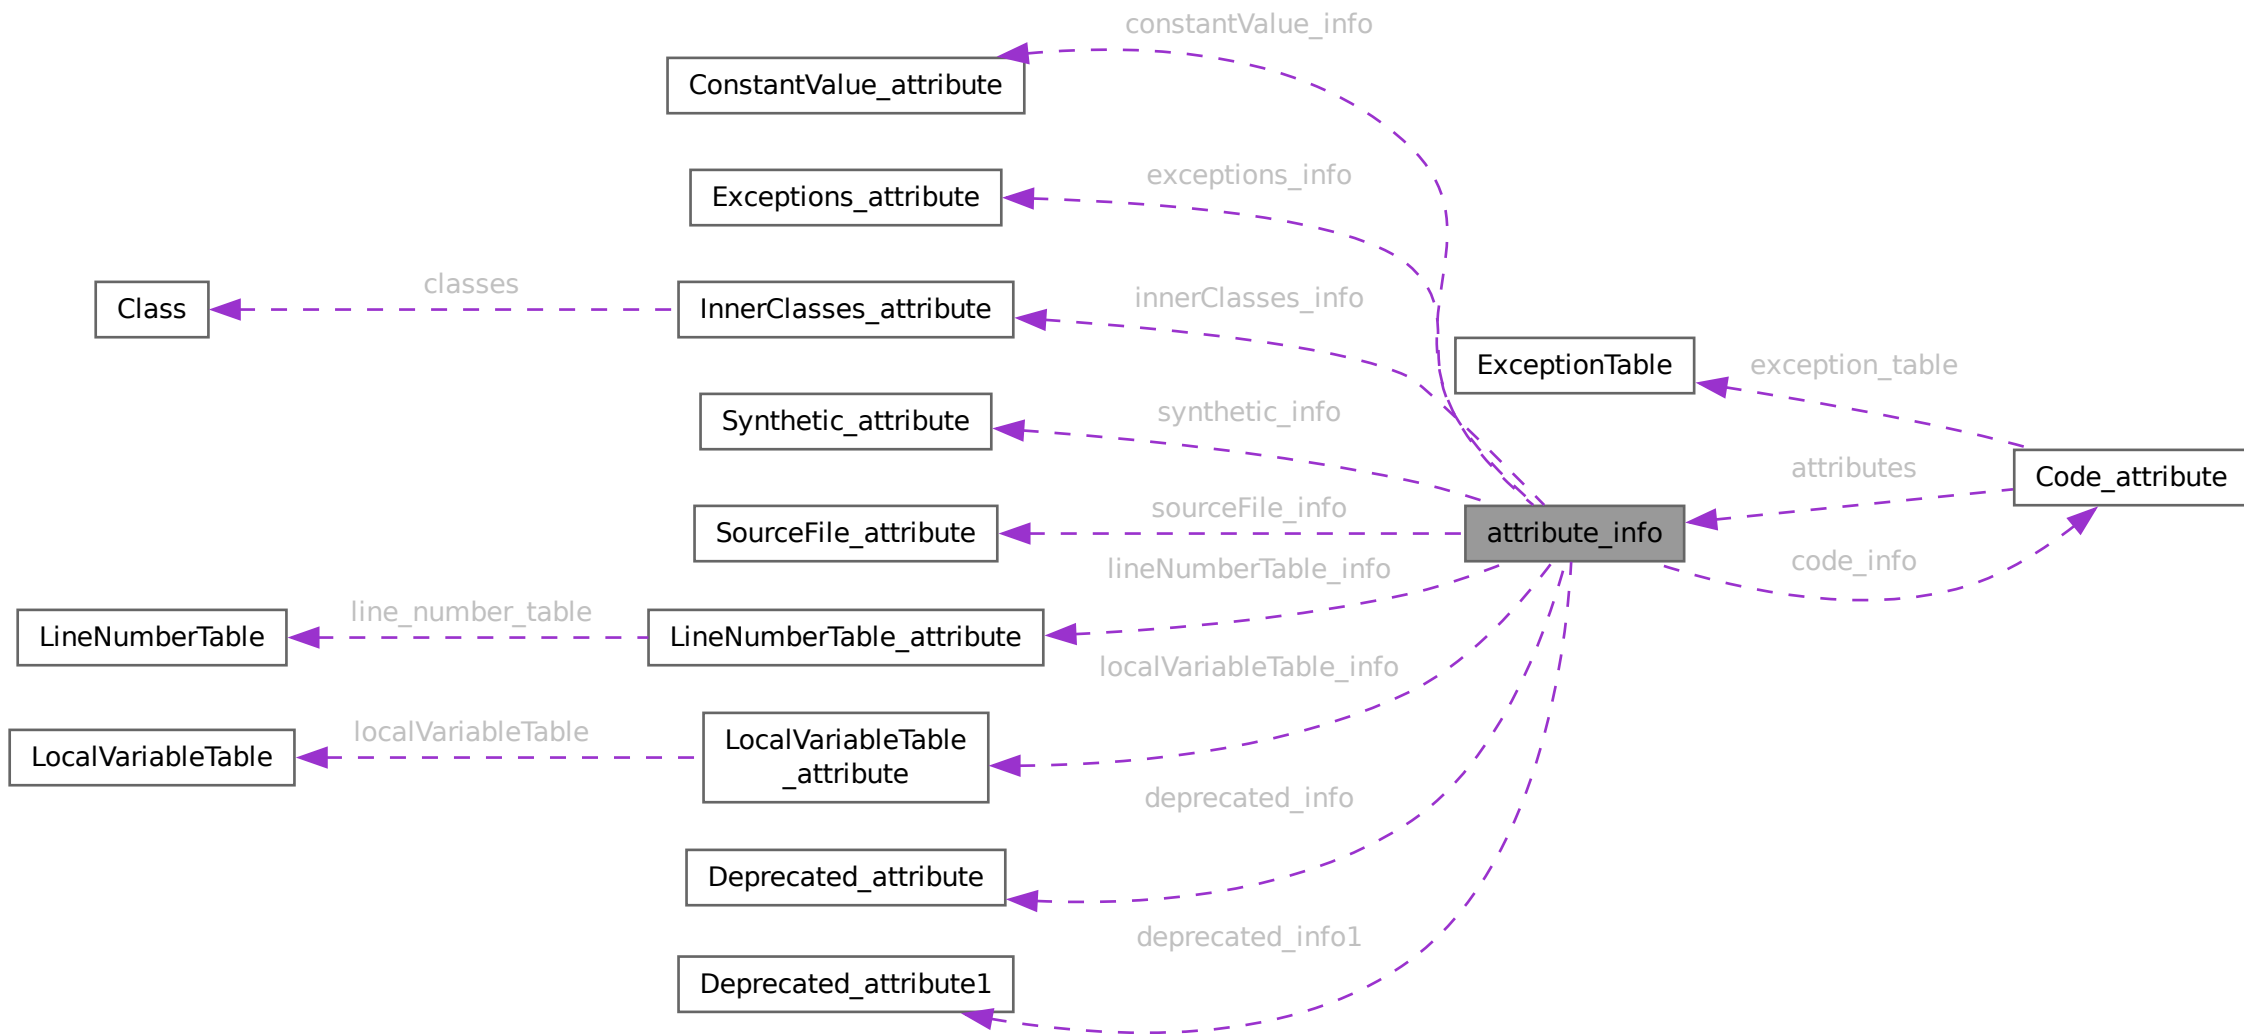 constantValue_info
ConstantValue_attribute
exceptions_info
Exceptions_attribute
classes
innerClasses_info
Class
InnerClasses_attribute
ExceptionTable
exception_table
synthetic_info
Synthetic_attribute
attributes
Code_attribute
sourceFile_info
SourceFile_attribute
attribute_info
lineNumberTable_info
code_info
line_number_table
LineNumberTable
LineNumberTable_attribute
localVariableTable_info
localVariableTable
LocalVariableTable
LocalVariableTable
_attribute
deprecated_info
Deprecated_attribute
deprecated_info1
Deprecated_attribute1